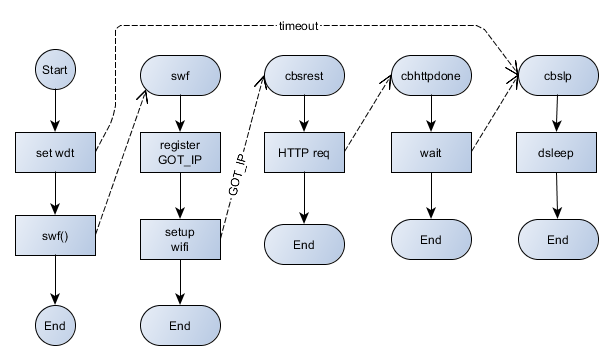 timeout
Start
swf
cbsrest
cbhttpdone
cbslp
set wdt
register
GOT_IP
HTTP req
wait
dsleep
GOT_IP
swf()
setup
wifi
End
End
End
End
End